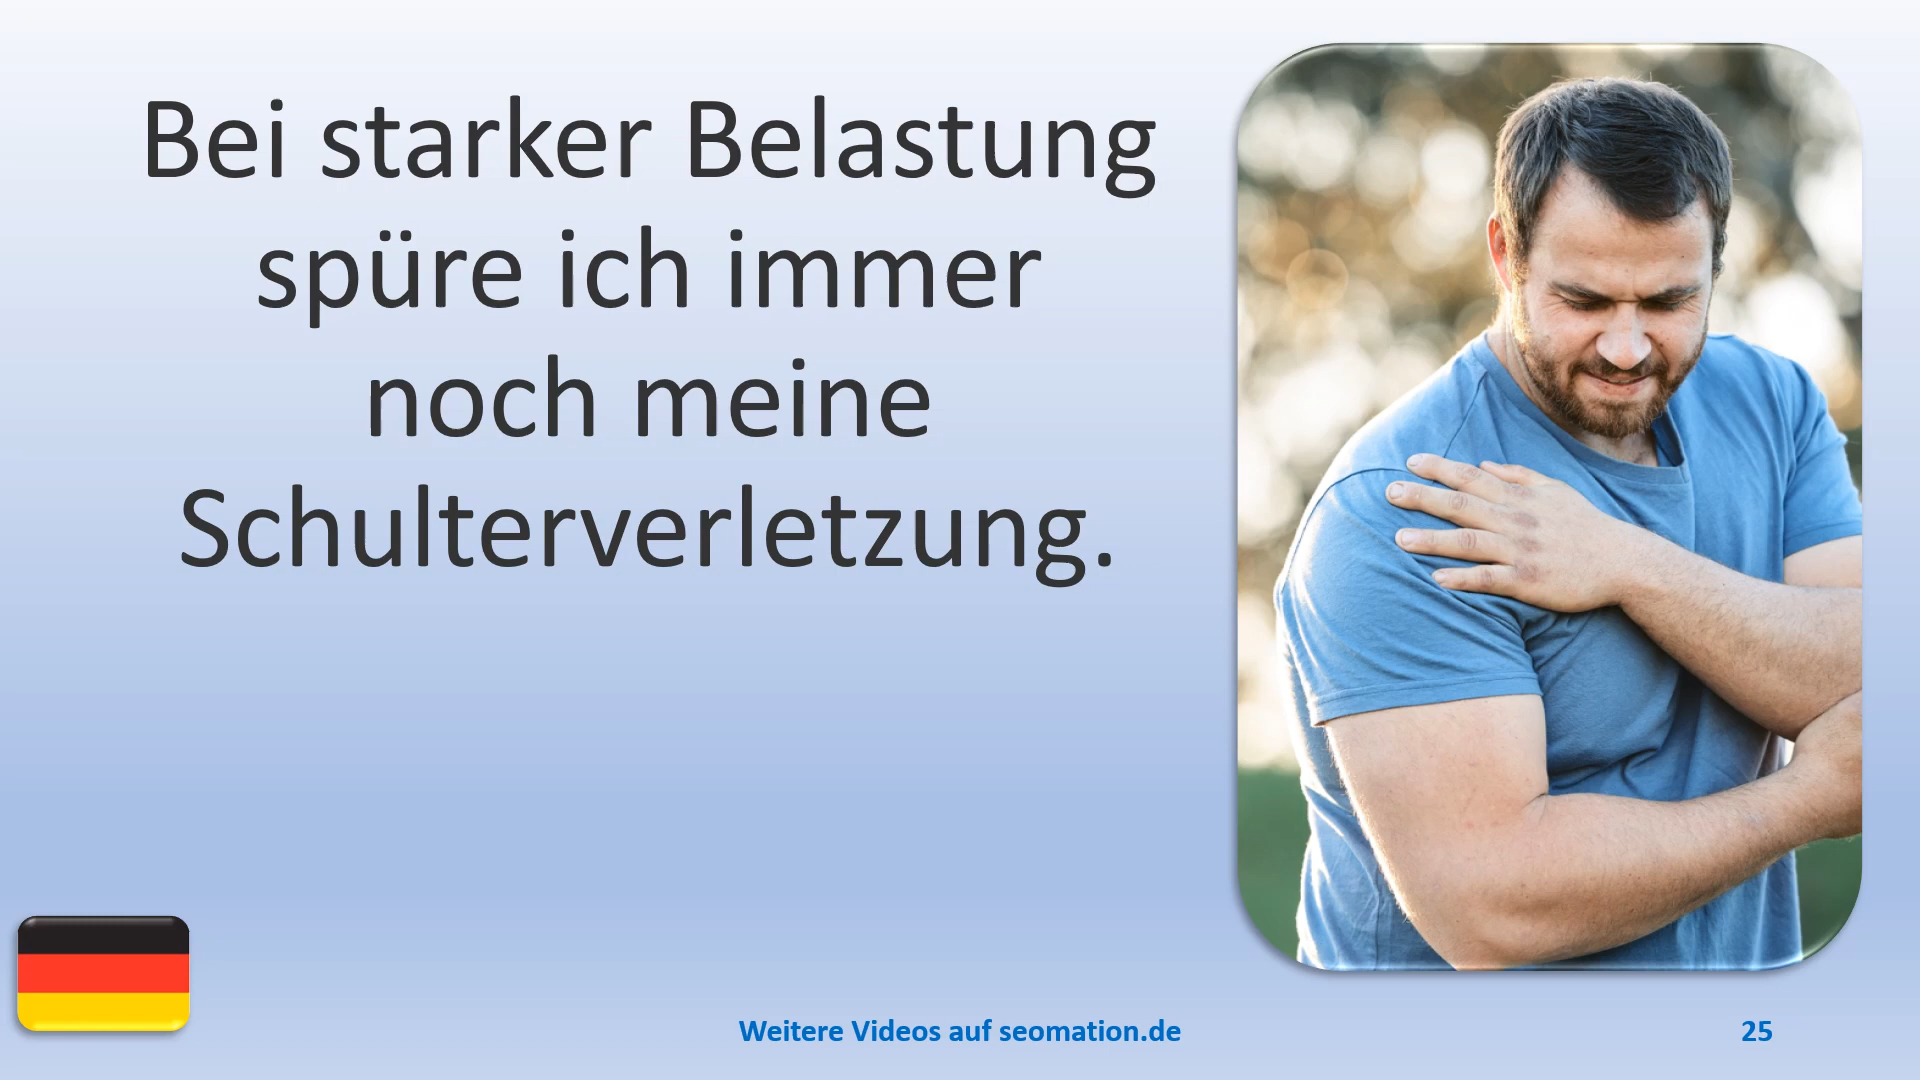 Bei starker Belastung
spüre ich immer
noch meine
Schulterverletzung.
Weitere Videos auf seomation.de
25